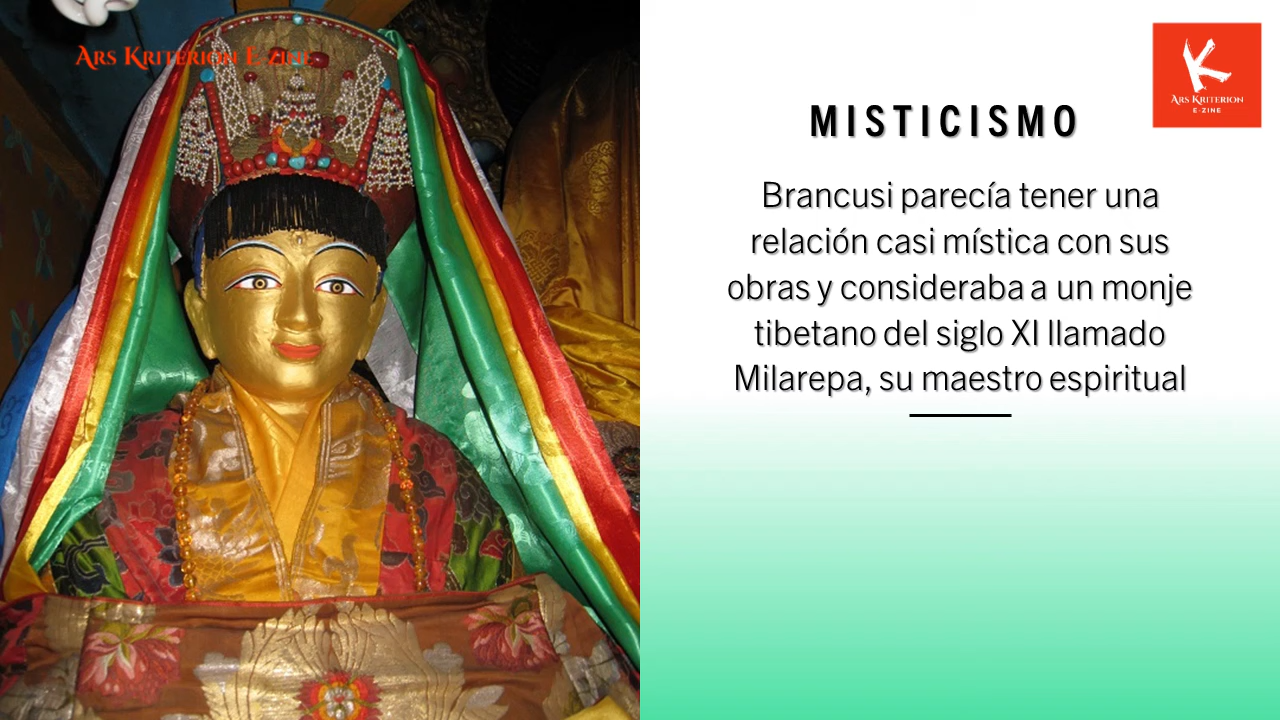 ARS KRITERION E-ZINE
ARS KRITERION
E-ZINE
MISTICISMO
Brancusi parecía tener una
relación casi mística con sus
obras y consideraba a un monje
tibetano del siglo XI llamado
Milarepa, su maestro espiritual